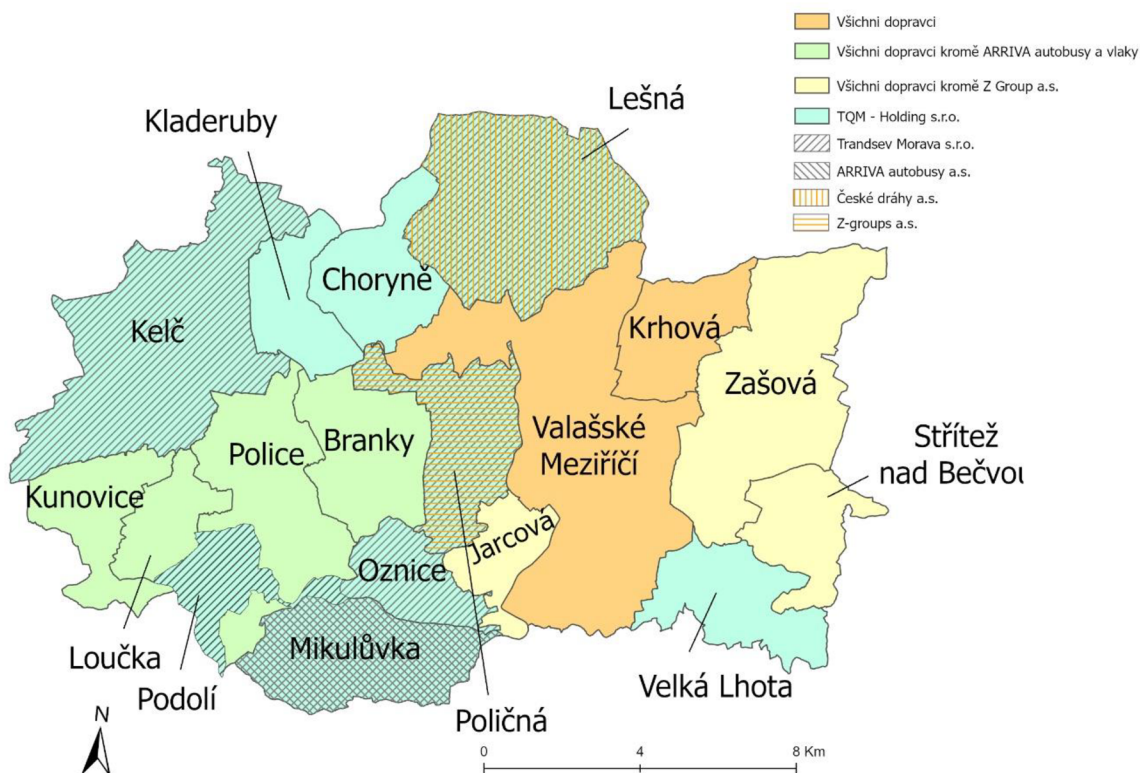 Všichni dopravci
Všichni dopravci kromě ARRIVA autobusy a vlaky
Všichni dopravci kromě Z Group a.s.
TQM - Holding s.r.o.
Trandsev Morava s.r.o.
ARRIVA autobusy a.s.
České dráhy a.s.
Z-groups a.s.
Lešná
Kladeruby
Choryně
Kelč
Krhová
Zašová
Valašské
Meziříčí
Branky
Police
Střítež
nad Bečvou
Kunovice
Jarcová
Oznice
Mikulůvka
Loučka
Podolí
Poličná
Velká Lhota
N
0 4 8 Km